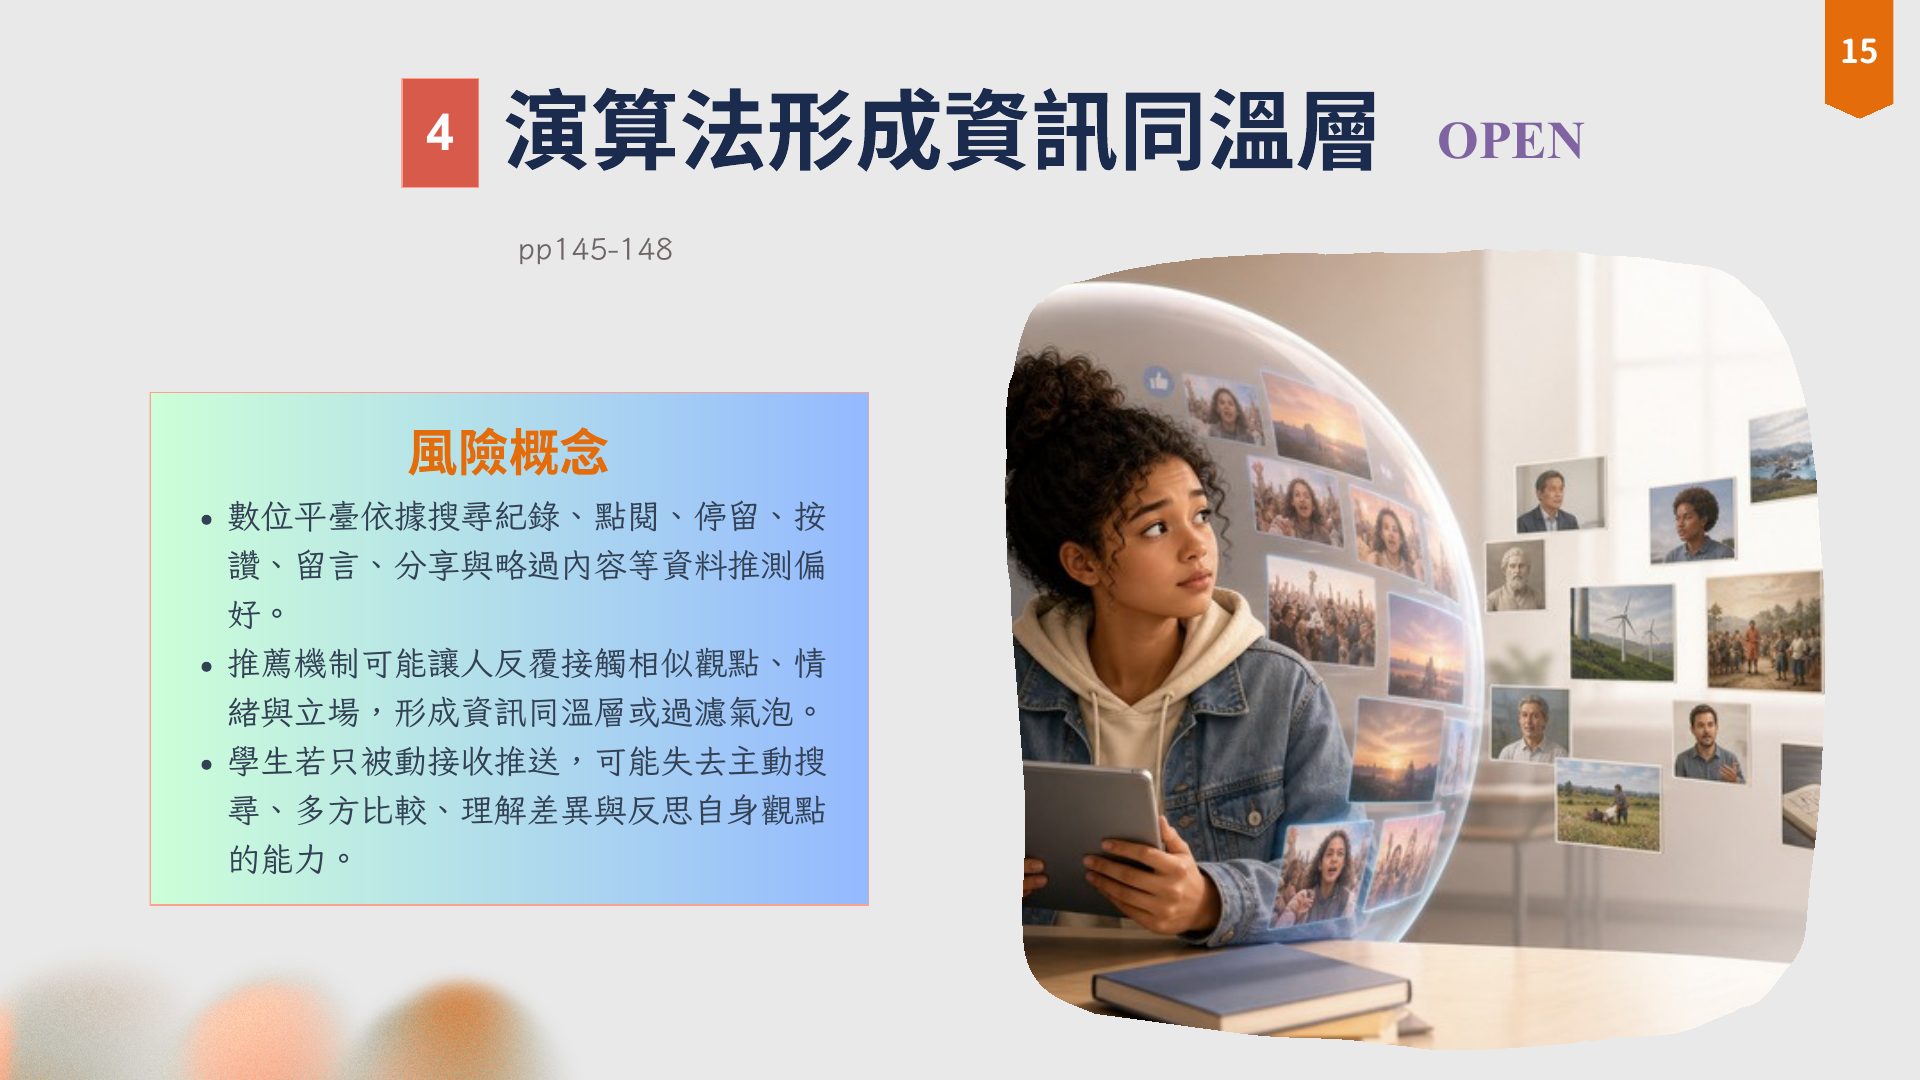 15
4 演算法形成資訊同溫層 OPEN
pp145-148
風險概念
• 數位平臺依據搜尋紀錄、點閱、停留、按
讚、留言、分享與略過內容等資料推測偏
好。
• 推薦機制可能讓人反覆接觸相似觀點、情
緒與立場，形成資訊同溫層或過濾氣泡。
• 學生若只被動接收推送，可能失去主動搜
尋、多方比較、理解差異與反思自身觀點
的能力。